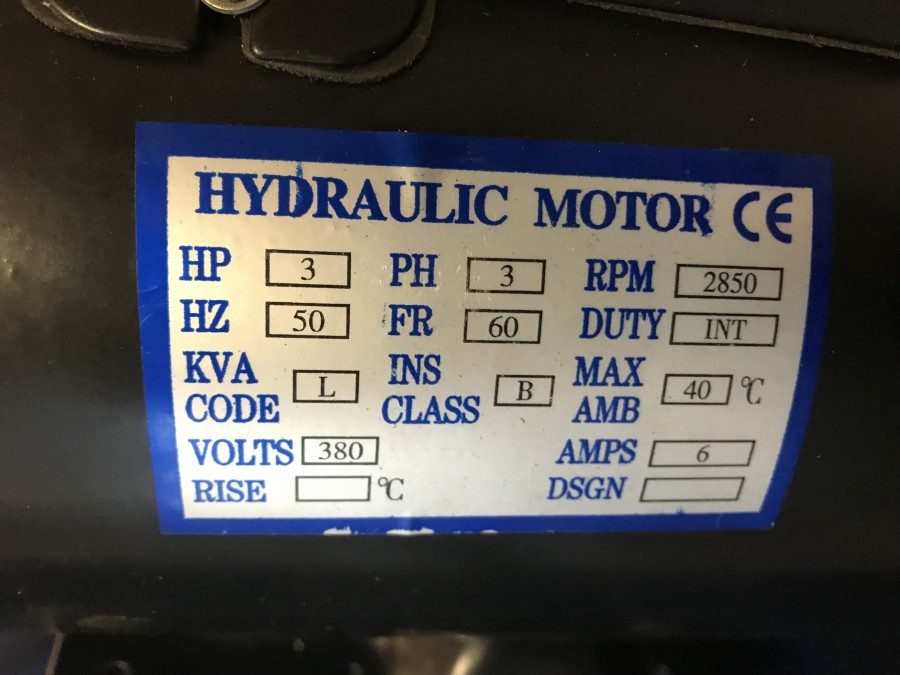 HYDRAULIC MOTOR CE
HP 3 PH 3 RPM 2850
HZ 50 FR 60 DUTY INT
KVA CODE L INS CLASS B MAX AMB 40 °C
VOLTS 380 AMPS 6
RISE °C DSGN